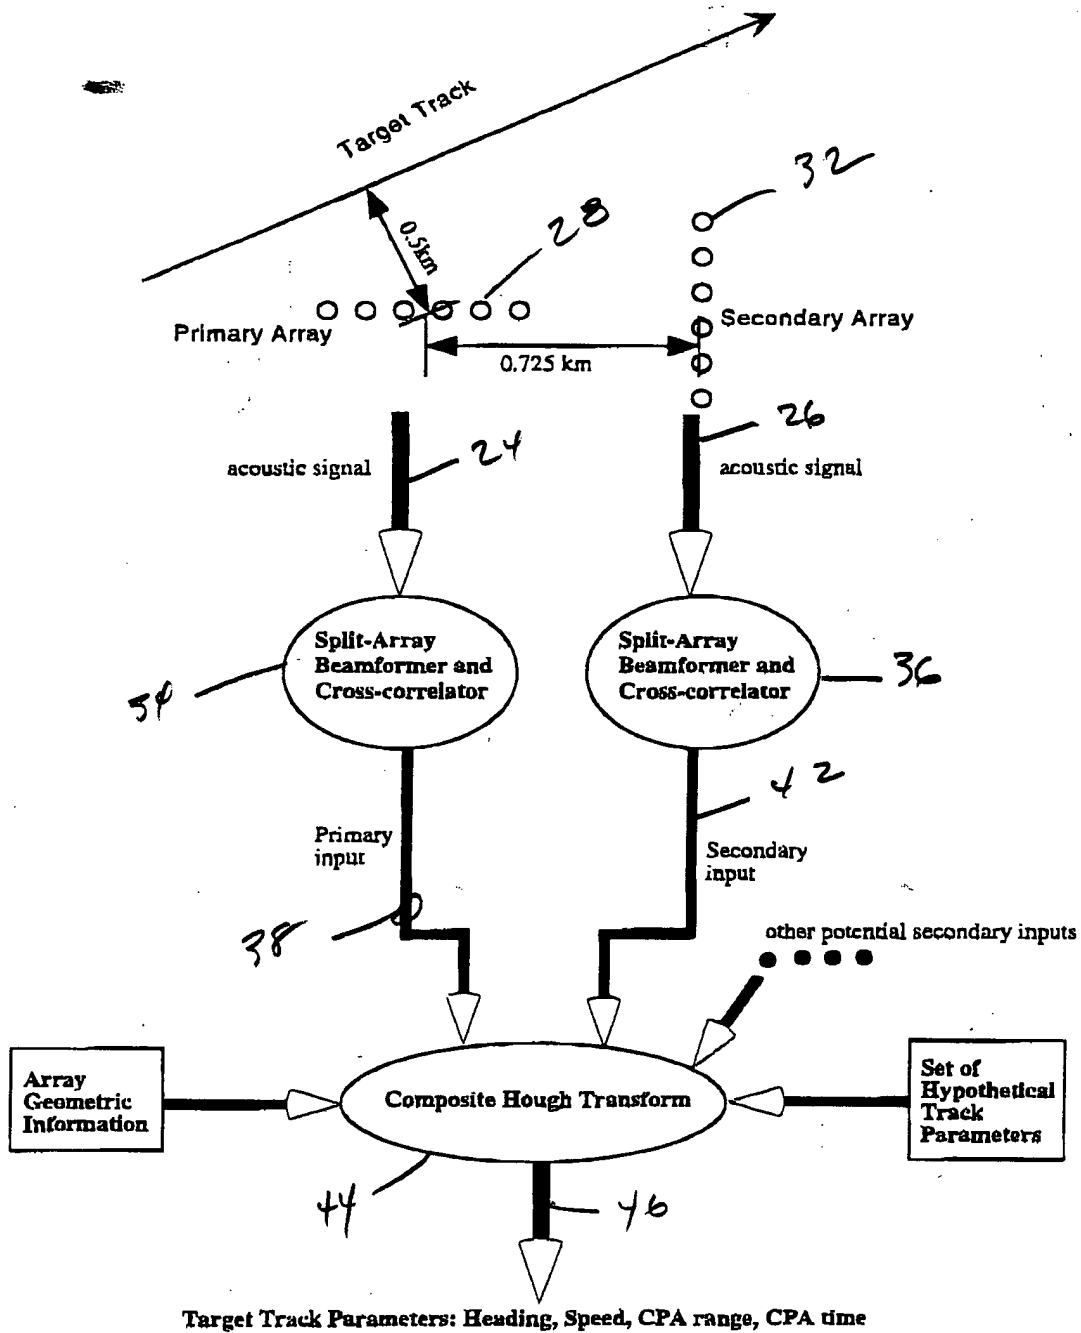 Target Track
32
0.5km
28
Primary Array
Secondary Array
0.725 km
acoustic signal
24
26
acoustic signal
Split-Array
Beamformer and
Cross-correlator
34
Split-Array
Beamformer and
Cross-correlator
36
Primary
input
42
Secondary
input
38
other potential secondary inputs
Array
Geometric
Information
Composite Hough Transform
Set of
Hypothetical
Track
Parameters
44
46
Target Track Parameters: Heading, Speed, CPA range, CPA time